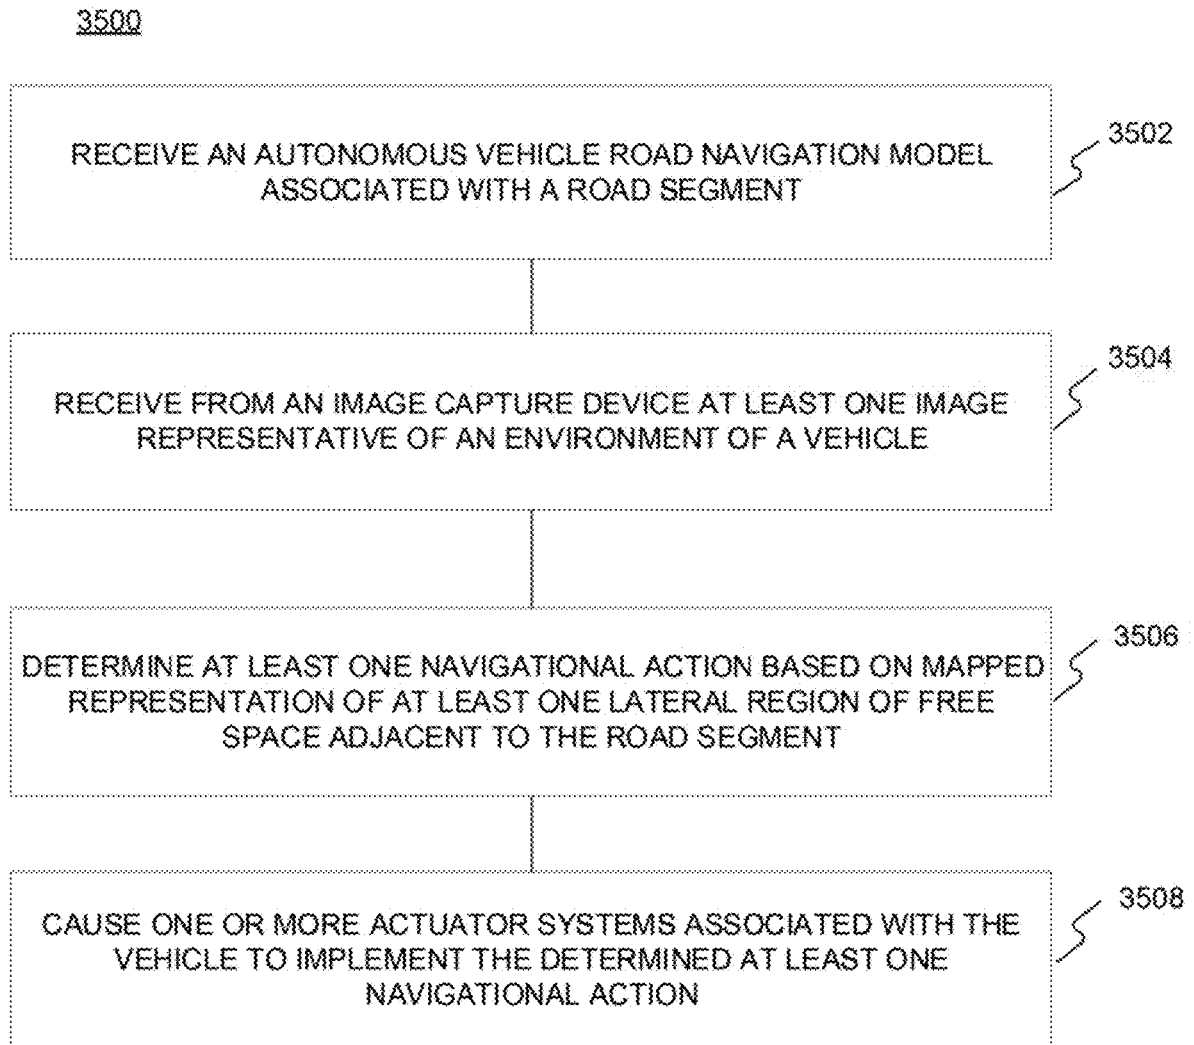 3500
RECEIVE AN AUTONOMOUS VEHICLE ROAD NAVIGATION MODEL
ASSOCIATED WITH A ROAD SEGMENT
3502
RECEIVE FROM AN IMAGE CAPTURE DEVICE AT LEAST ONE IMAGE
REPRESENTATIVE OF AN ENVIRONMENT OF A VEHICLE
3504
DETERMINE AT LEAST ONE NAVIGATIONAL ACTION BASED ON MAPPED
REPRESENTATION OF AT LEAST ONE LATERAL REGION OF FREE
SPACE ADJACENT TO THE ROAD SEGMENT
3506
CAUSE ONE OR MORE ACTUATOR SYSTEMS ASSOCIATED WITH THE
VEHICLE TO IMPLEMENT THE DETERMINED AT LEAST ONE
NAVIGATIONAL ACTION
3508